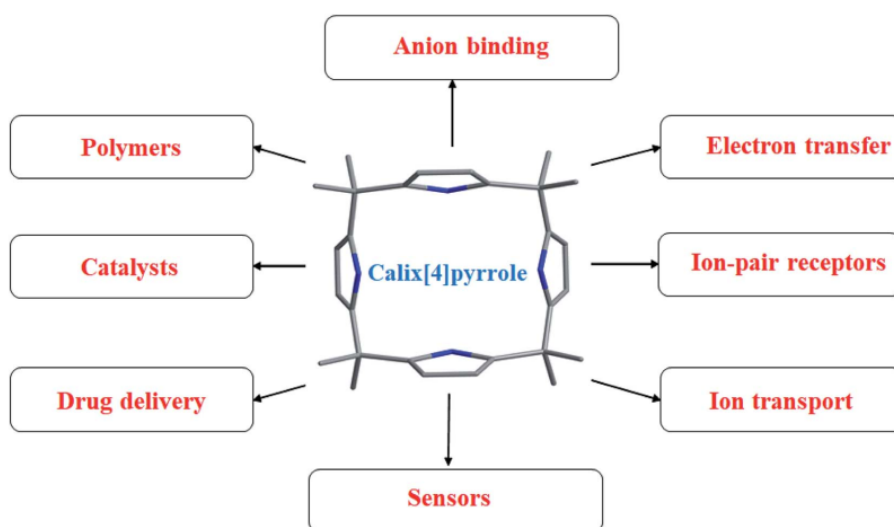 Anion binding
Polymers
Electron transfer
Catalysts
Calix[4]pyrrole
Ion-pair receptors
Drug delivery
Ion transport
Sensors